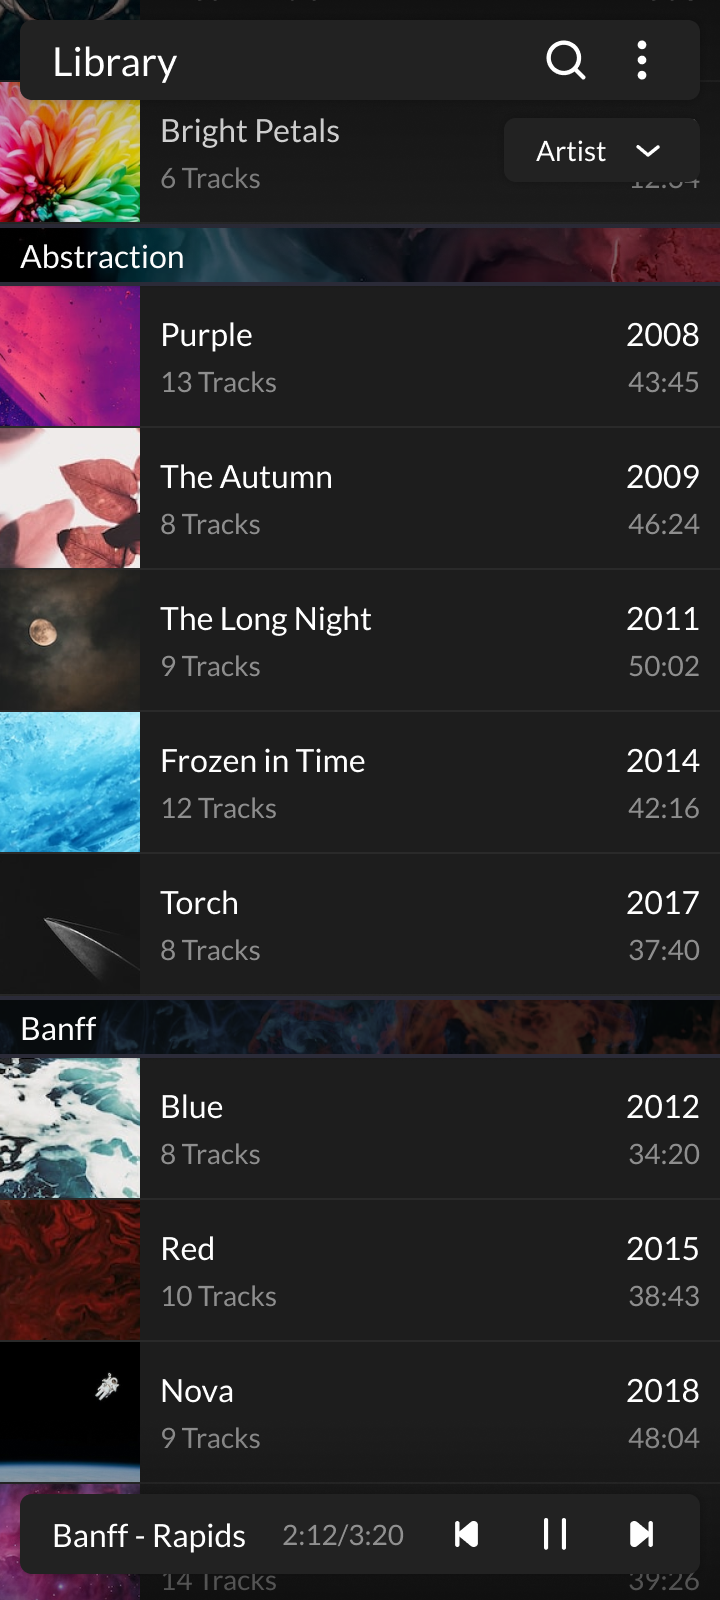 Library
Bright Petals
Artist
6 Tracks
Abstraction
Purple 2008
13 Tracks 43:45
The Autumn 2009
8 Tracks 46:24
The Long Night 2011
9 Tracks 50:02
Frozen in Time 2014
12 Tracks 42:16
Torch 2017
8 Tracks 37:40
Banff
Blue 2012
8 Tracks 34:20
Red 2015
10 Tracks 38:43
Nova 2018
9 Tracks 48:04
Banff - Rapids 2:12/3:20
14 Tracks 39:26